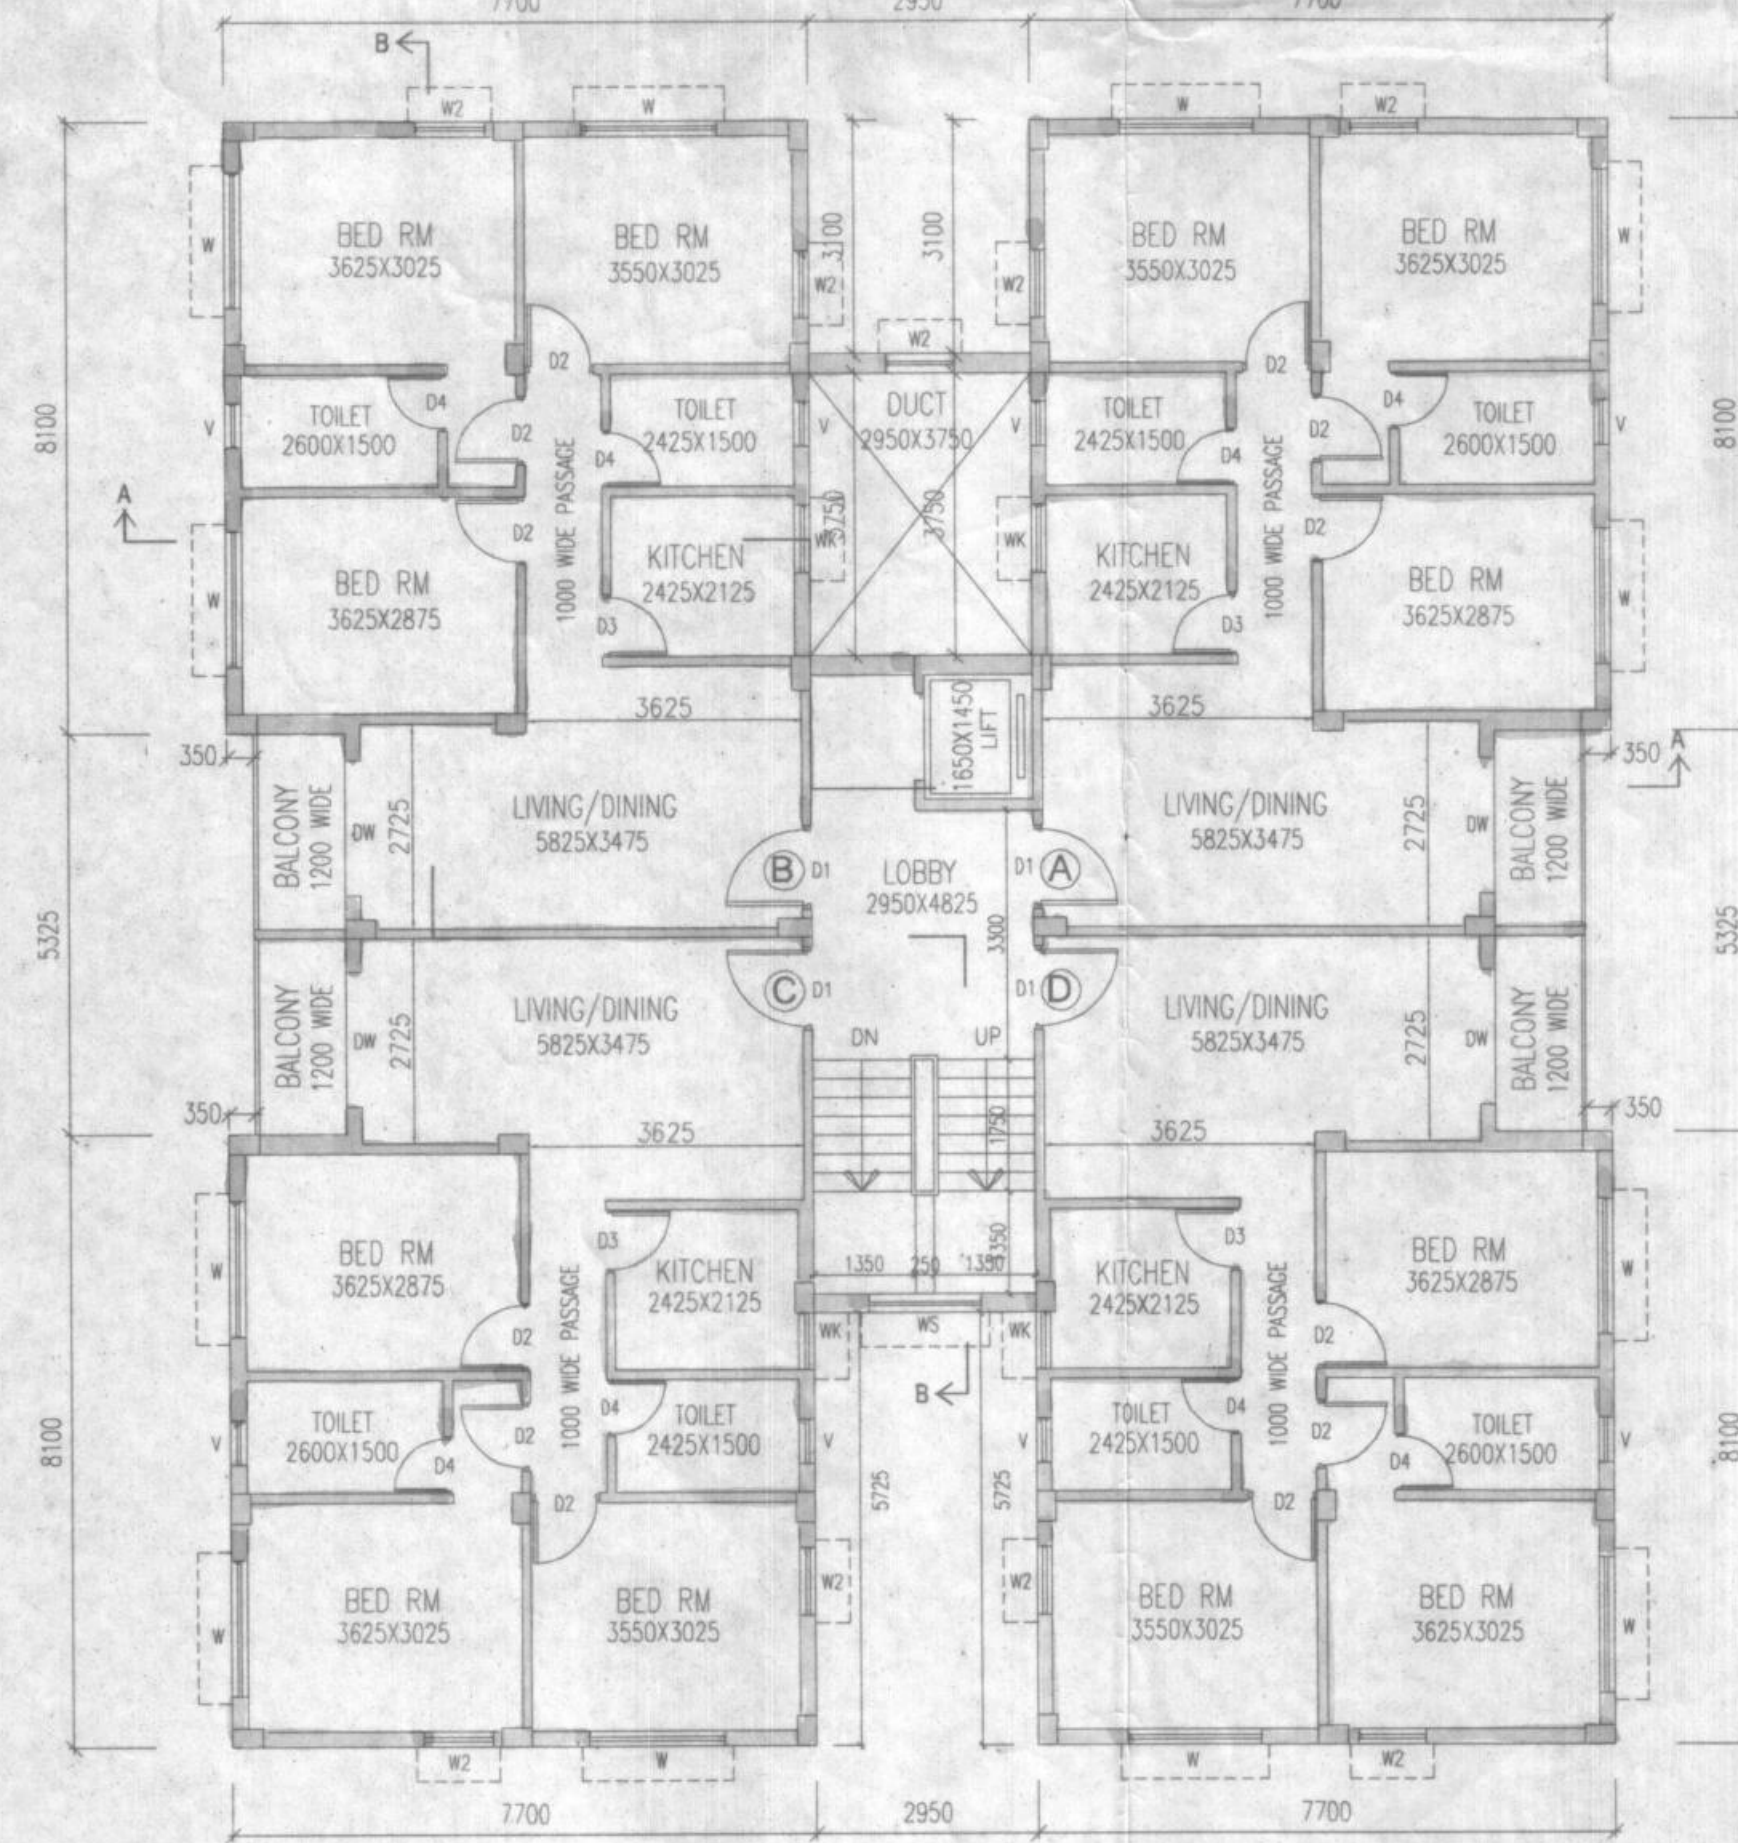 7700
2950
7700
B
W2
W
W
W2
8100
W
BED RM
3625X3025
BED RM
3550X3025
W2
3100
3100
W2
W2
BED RM
3550X3025
BED RM
3625X3025
W
8100
V
TOILET
2600X1500
D4
D2
D2
D4
TOILET
2425X1500
V
DUCT
2950X3750
3750
3750
V
TOILET
2425X1500
D4
D2
D2
D4
TOILET
2600X1500
V
A
W
BED RM
3625X2875
D2
1000 WIDE PASSAGE
KITCHEN
2425X2125
D3
WK
WK
KITCHEN
2425X2125
D3
1000 WIDE PASSAGE
D2
BED RM
3625X2875
W
3625
1650X1450
LIFT
3625
350
350
A
5325
BALCONY
1200 WIDE
DW
2725
LIVING/DINING
5825X3475
B
D1
LOBBY
2950X4825
3300
D1
A
LIVING/DINING
5825X3475
2725
DW
BALCONY
1200 WIDE
5325
BALCONY
1200 WIDE
DW
2725
LIVING/DINING
5825X3475
C
D1
D1
D
LIVING/DINING
5825X3475
2725
DW
BALCONY
1200 WIDE
DN
UP
1750
350
3625
3625
350
W
BED RM
3625X2875
D2
1000 WIDE PASSAGE
D3
KITCHEN
2425X2125
1350
250
1350
1350
WK
WS
WK
KITCHEN
2425X2125
D3
1000 WIDE PASSAGE
D2
BED RM
3625X2875
W
B
8100
V
TOILET
2600X1500
D4
D2
D2
D4
TOILET
2425X1500
V
5725
5725
V
TOILET
2425X1500
D4
D2
D2
D4
TOILET
2600X1500
V
8100
W
BED RM
3625X3025
BED RM
3550X3025
W2
W2
BED RM
3550X3025
BED RM
3625X3025
W
W2
W
W
W2
7700
2950
7700